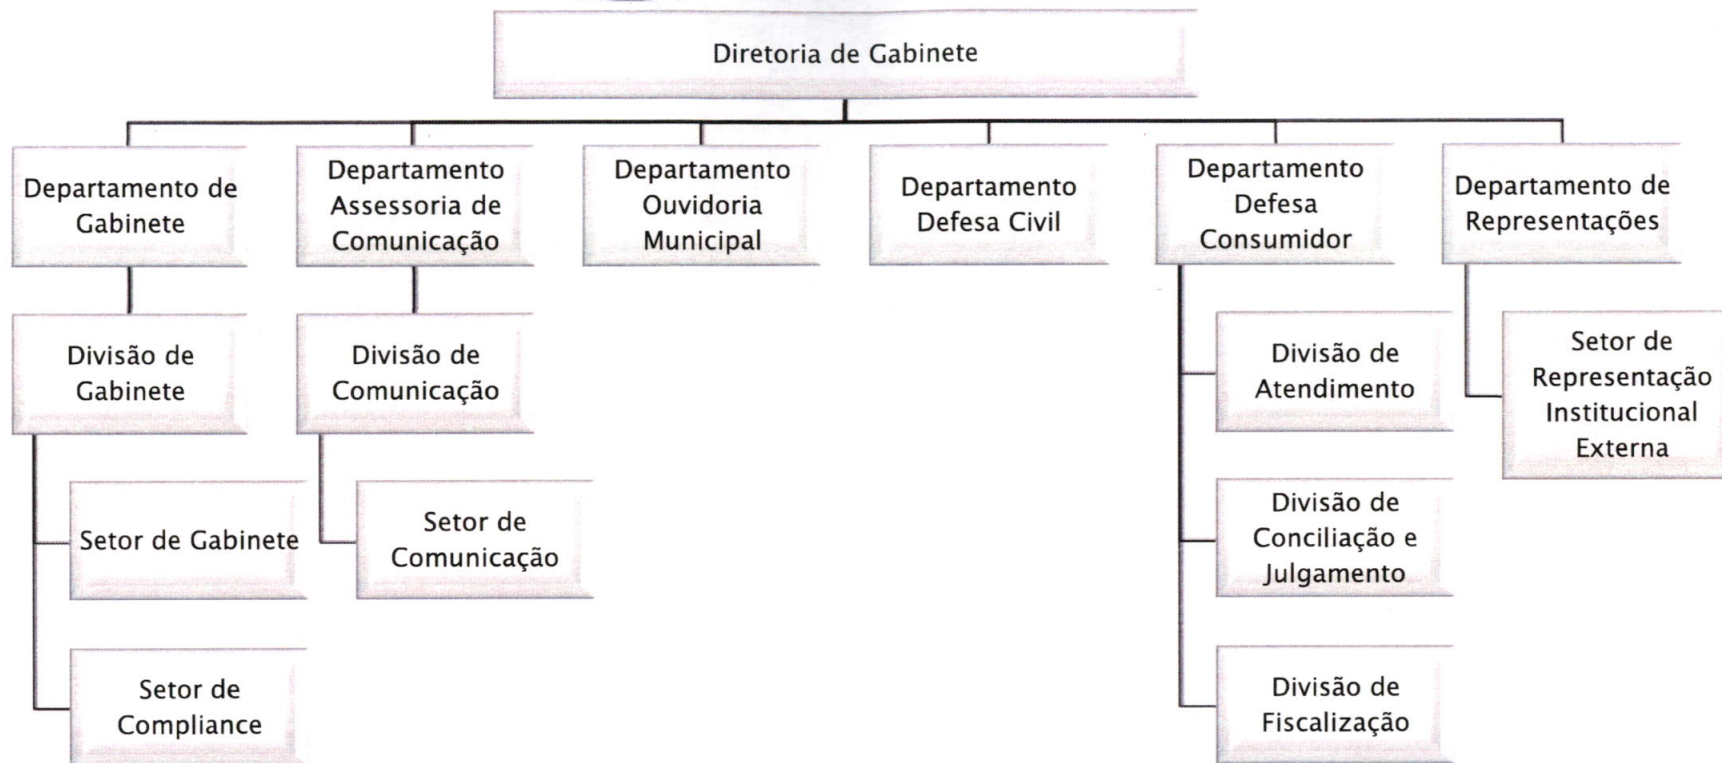 Diretoria de Gabinete
Departamento de
Gabinete
Departamento
Assessoria de
Comunicação
Departamento
Ouvidoria
Municipal
Departamento
Defesa Civil
Departamento
Defesa
Consumidor
Departamento de
Representações
Divisão de
Gabinete
Divisão de
Comunicação
Divisão de
Atendimento
Setor de
Representação
Institucional
Externa
Setor de Gabinete
Setor de
Comunicação
Divisão de
Conciliação e
Julgamento
Setor de
Compliance
Divisão de
Fiscalização